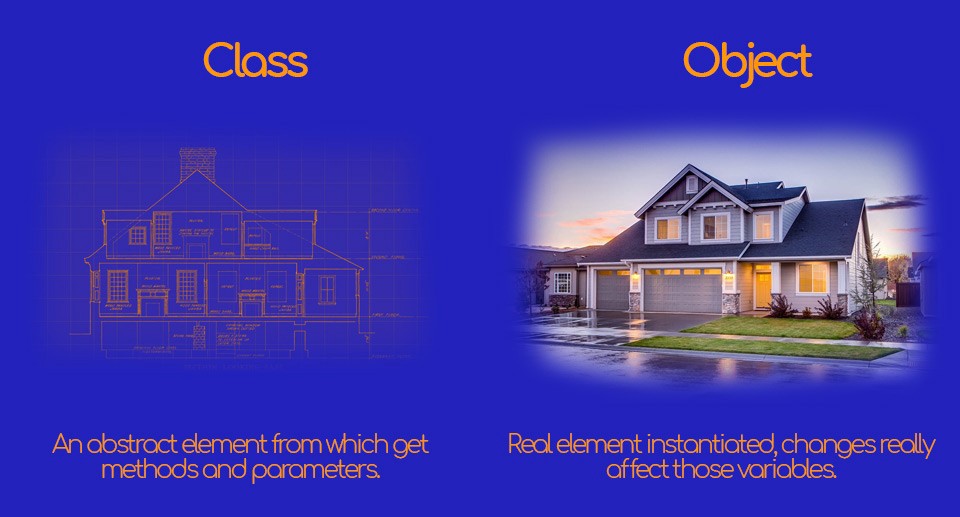 Class
Object
An abstract element from which get
methods and parameters.
Real element instantiated, changes really
affect those variables.